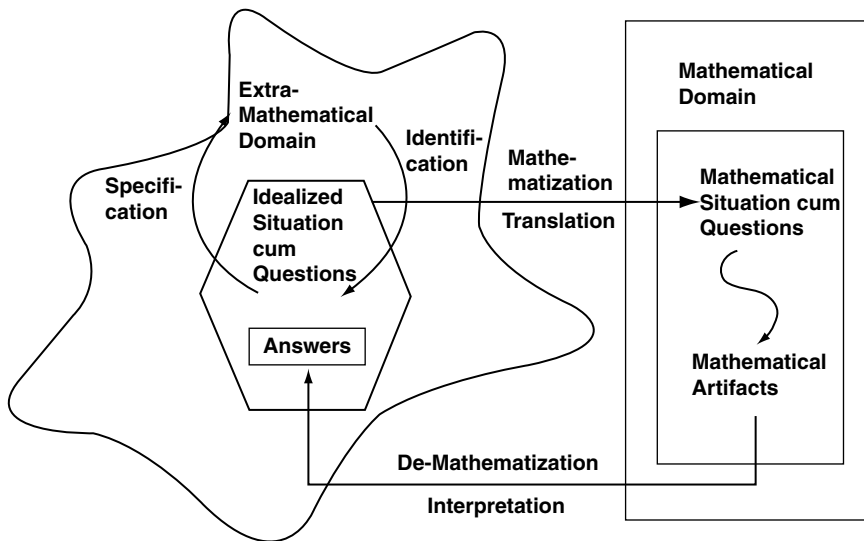 Extra-
Mathematical
Domain
Identifi-
cation
Specifi-
cation
Idealized
Situation
cum
Questions
Answers
Mathe-
matization
Translation
Mathematical
Domain
Mathematical
Situation cum
Questions
Mathematical
Artifacts
De-Mathematization
Interpretation